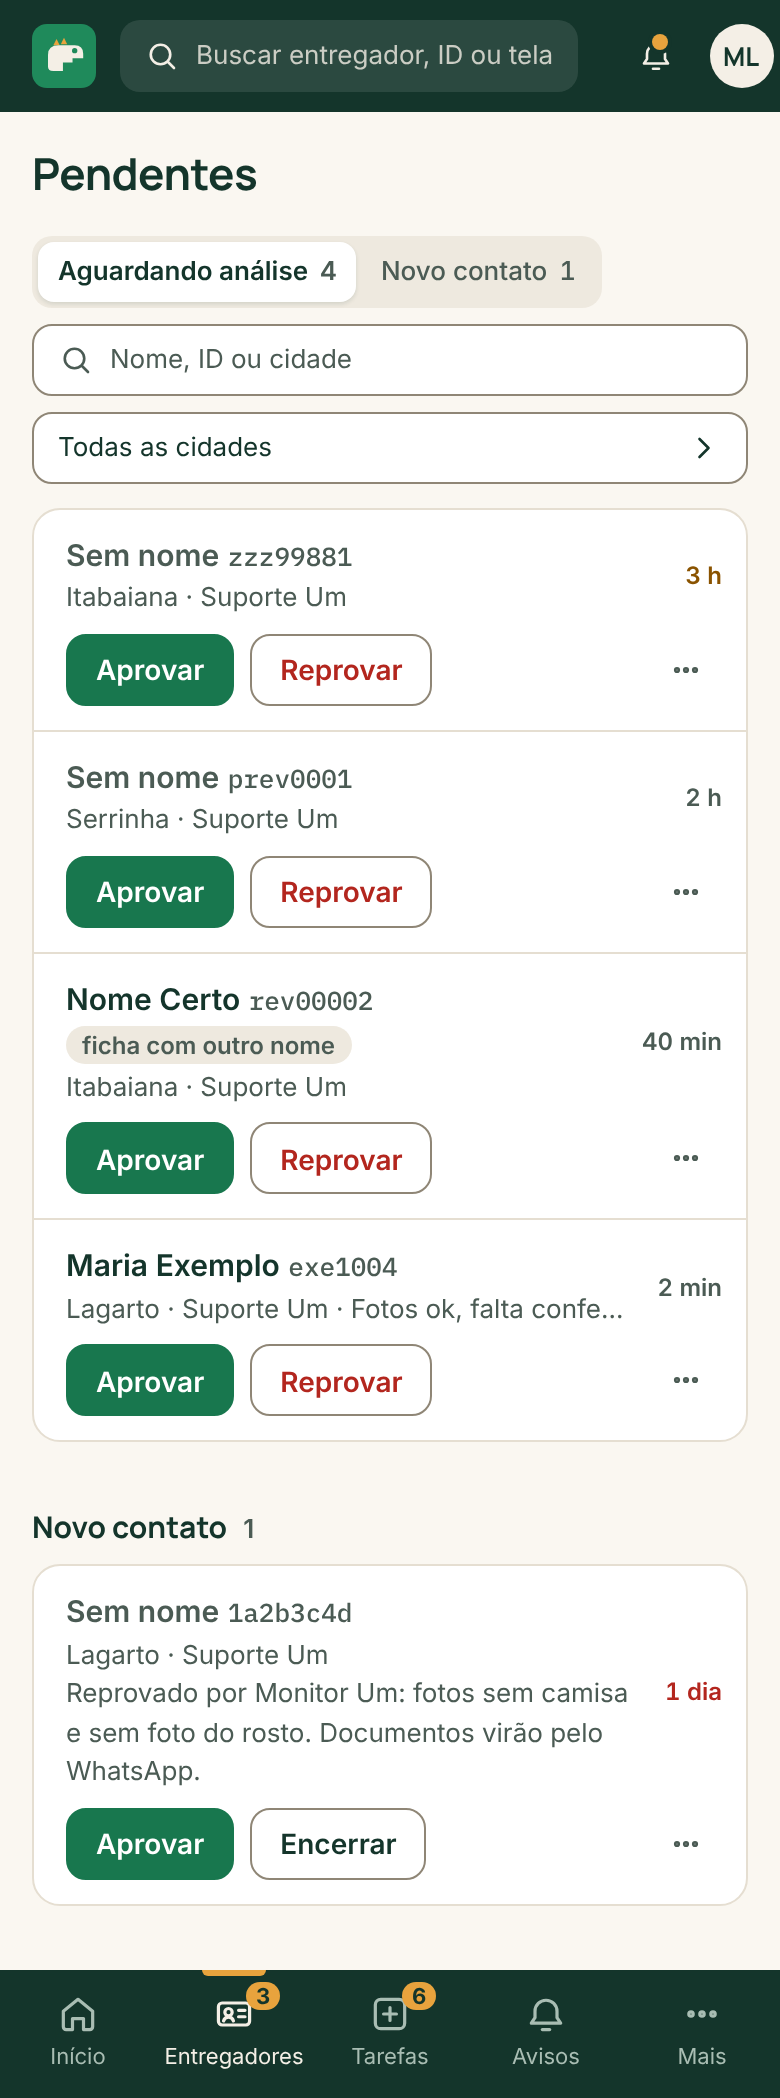 Buscar entregador, ID ou tela
ML
Pendentes
Aguardando análise 4
Novo contato 1
Nome, ID ou cidade
Todas as cidades
Sem nome zzz99881
3 h
Itabaiana · Suporte Um
Aprovar
Reprovar
Sem nome prev0001
2 h
Serrinha · Suporte Um
Aprovar
Reprovar
Nome Certo rev00002
ficha com outro nome
40 min
Itabaiana · Suporte Um
Aprovar
Reprovar
Maria Exemplo exe1004
2 min
Lagarto · Suporte Um · Fotos ok, falta confe...
Aprovar
Reprovar
Novo contato 1
Sem nome 1a2b3c4d
Lagarto · Suporte Um
Reprovado por Monitor Um: fotos sem camisa
1 dia
e sem foto do rosto. Documentos virão pelo
WhatsApp.
Aprovar
Encerrar
3
6
Início
Entregadores
Tarefas
Avisos
Mais